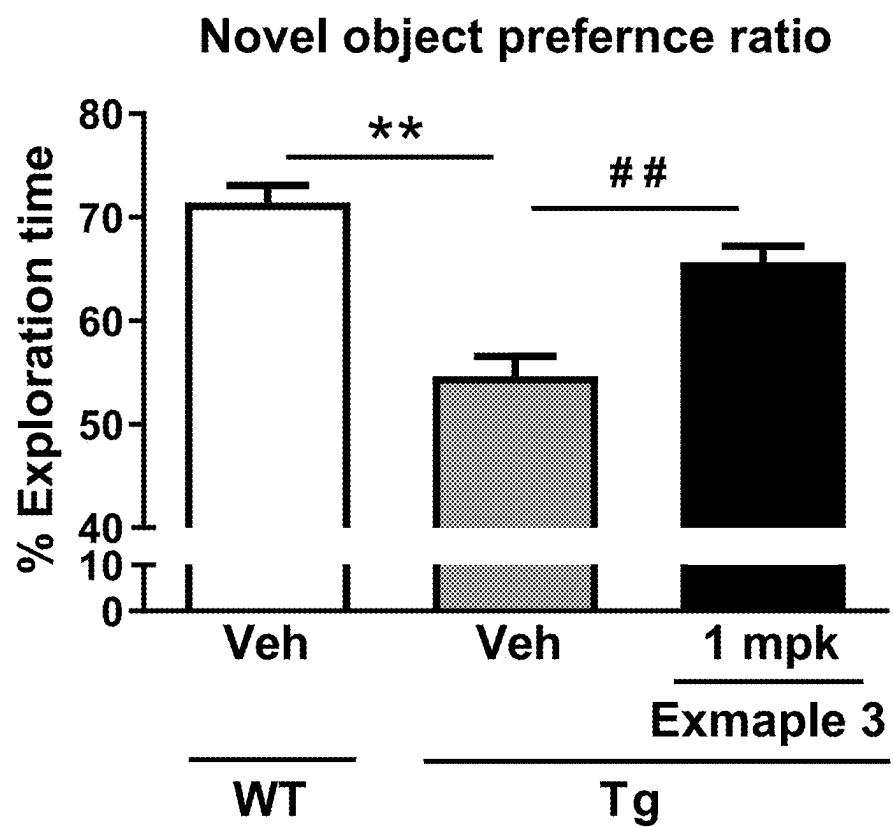 Novel object prefernce ratio
% Exploration time
80
70
60
50
40
10
0
**
##
Veh
Veh
1 mpk
Exmaple 3
WT
Tg